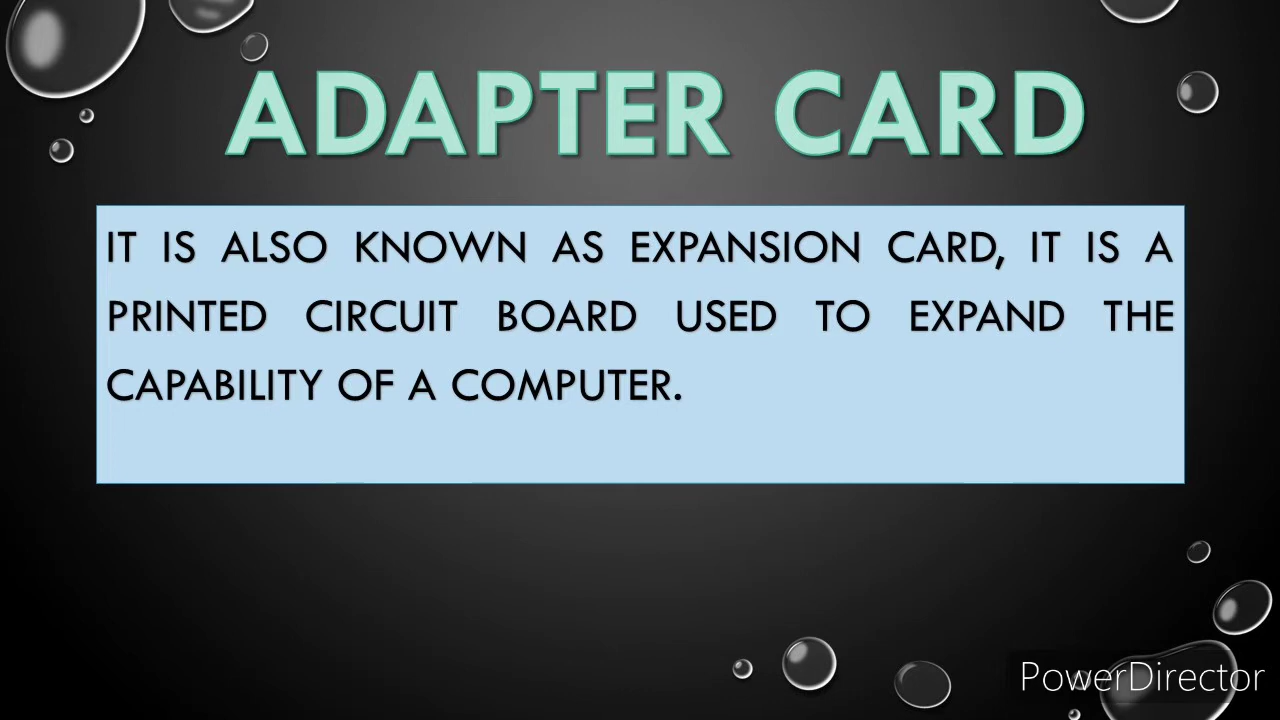 ADAPTER CARD
IT IS ALSO KNOWN AS EXPANSION CARD, IT IS A
PRINTED CIRCUIT BOARD USED TO EXPAND THE
CAPABILITY OF A COMPUTER.
PowerDirector